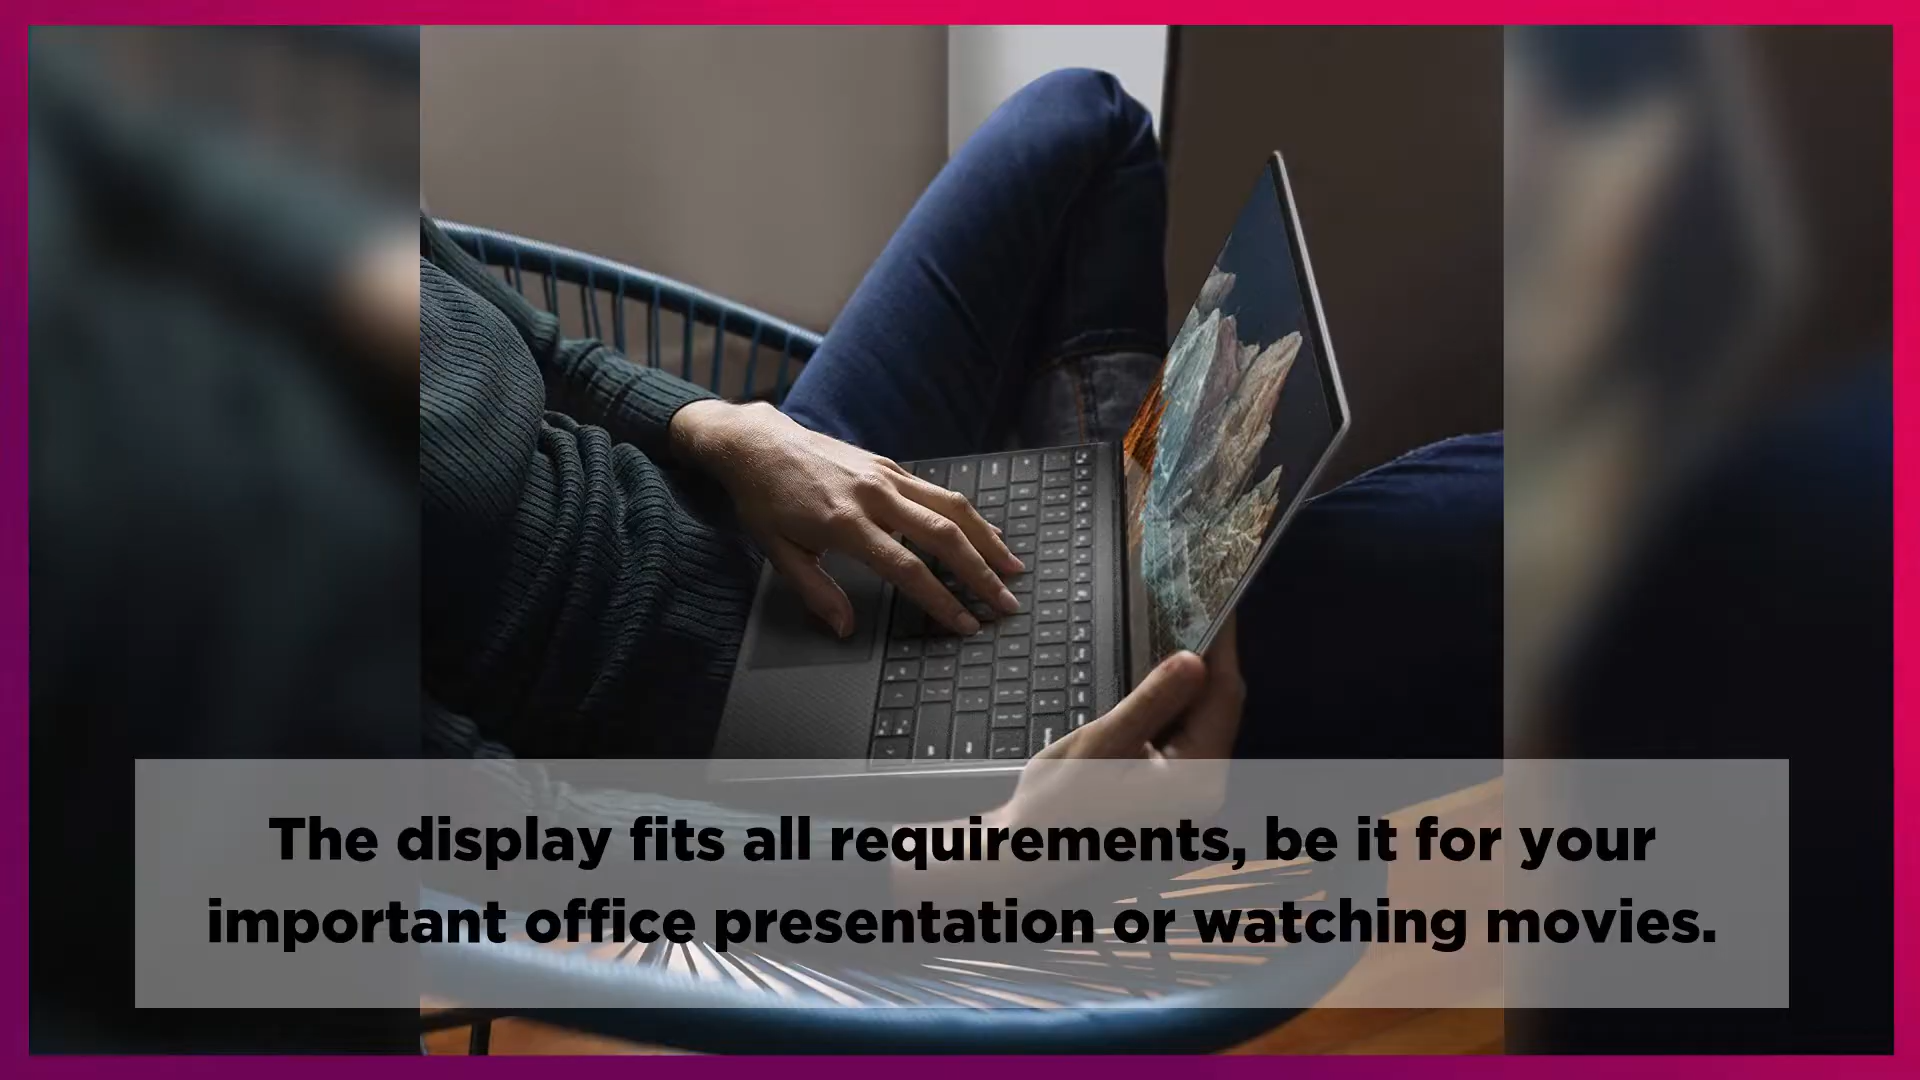 The display fits all requirements, be it for your
important office presentation or watching movies.